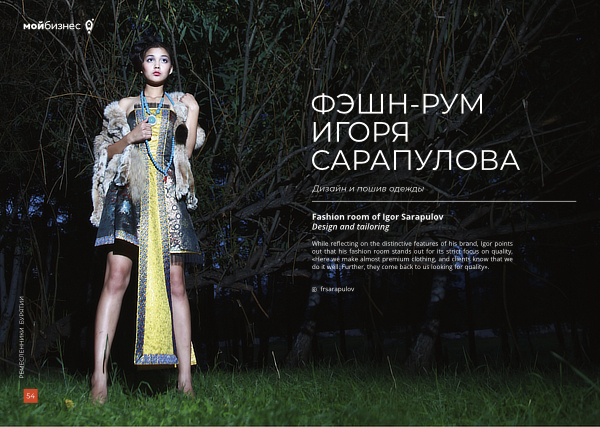 мойбизнес
ФЭШН-РУМ
ИГОРЯ
САРАПУЛОВА
Дизайн и пошив одежды
Fashion room of Igor Sarapulov
Design and tailoring
While reflecting on the distinctive features of his brand, Igor points
out that his fashion room stands out for its strict focus on quality.
«Here we make almost premium clothing, and clients know that we
do it well. Further, they come back to us looking for quality».
frsarapulov
РЕМЕСЛЕННИКИ БУРЯТИИ
54